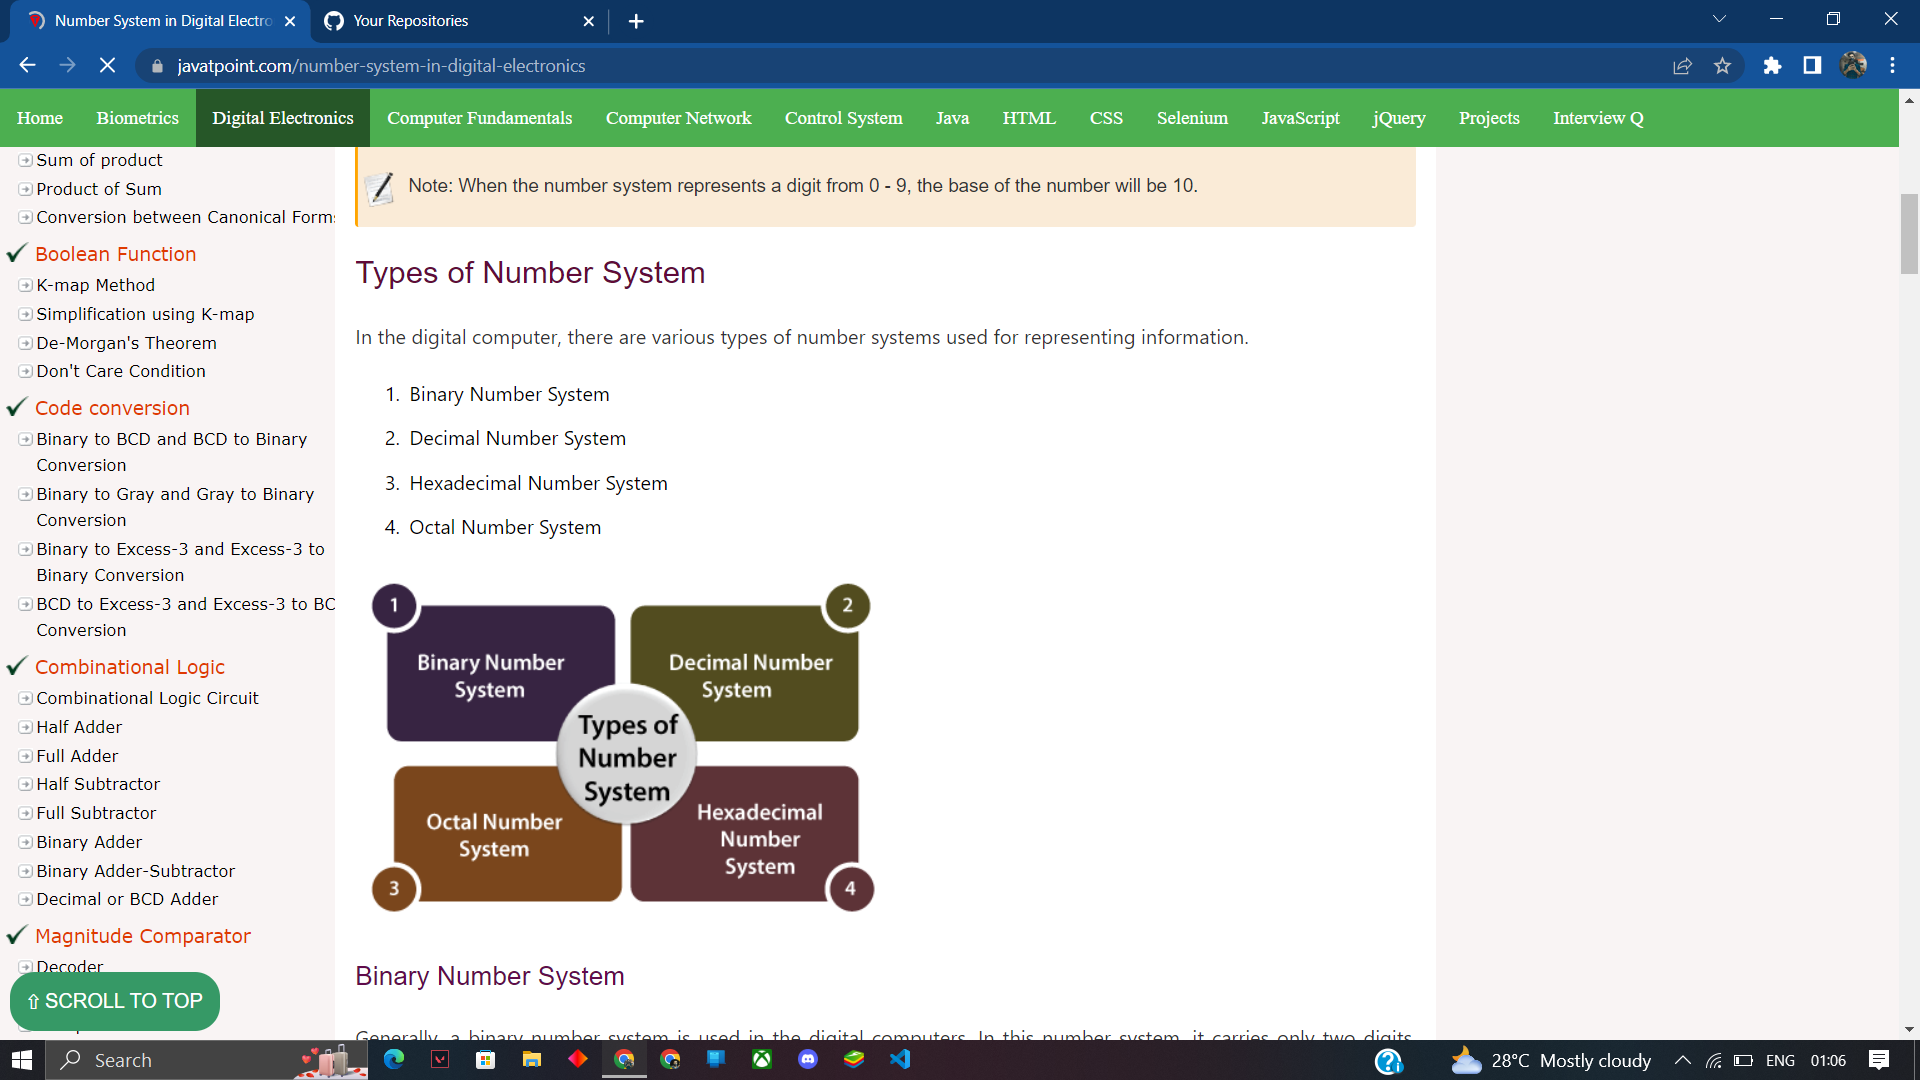 Number System in Digital Electro
Your Repositories
javatpoint.com/number-system-in-digital-electronics
Home Biometrics Digital Electronics Computer Fundamentals Computer Network Control System Java HTML CSS Selenium JavaScript jQuery Projects Interview Q
Sum of product
Product of Sum
Conversion between Canonical Form
Boolean Function
K-map Method
Simplification using K-map
De-Morgan's Theorem
Don't Care Condition
Code conversion
Binary to BCD and BCD to Binary
Conversion
Binary to Gray and Gray to Binary
Conversion
Binary to Excess-3 and Excess-3 to
Binary Conversion
BCD to Excess-3 and Excess-3 to BC
Conversion
Combinational Logic
Combinational Logic Circuit
Half Adder
Full Adder
Half Subtractor
Full Subtractor
Binary Adder
Binary Adder-Subtractor
Decimal or BCD Adder
Magnitude Comparator
Decoder
⇧ SCROLL TO TOP
Note: When the number system represents a digit from 0 - 9, the base of the number will be 10.
Types of Number System
In the digital computer, there are various types of number systems used for representing information.
1. Binary Number System
2. Decimal Number System
3. Hexadecimal Number System
4. Octal Number System
1
Binary Number
System
2
Decimal Number
System
Types of
Number
System
Octal Number
System
3
Hexadecimal
Number
System
4
Binary Number System
Generally, a binary number system is used in the digital computers. In this number system, it carries only two digits,
Search
28°C Mostly cloudy
ENG
01:06